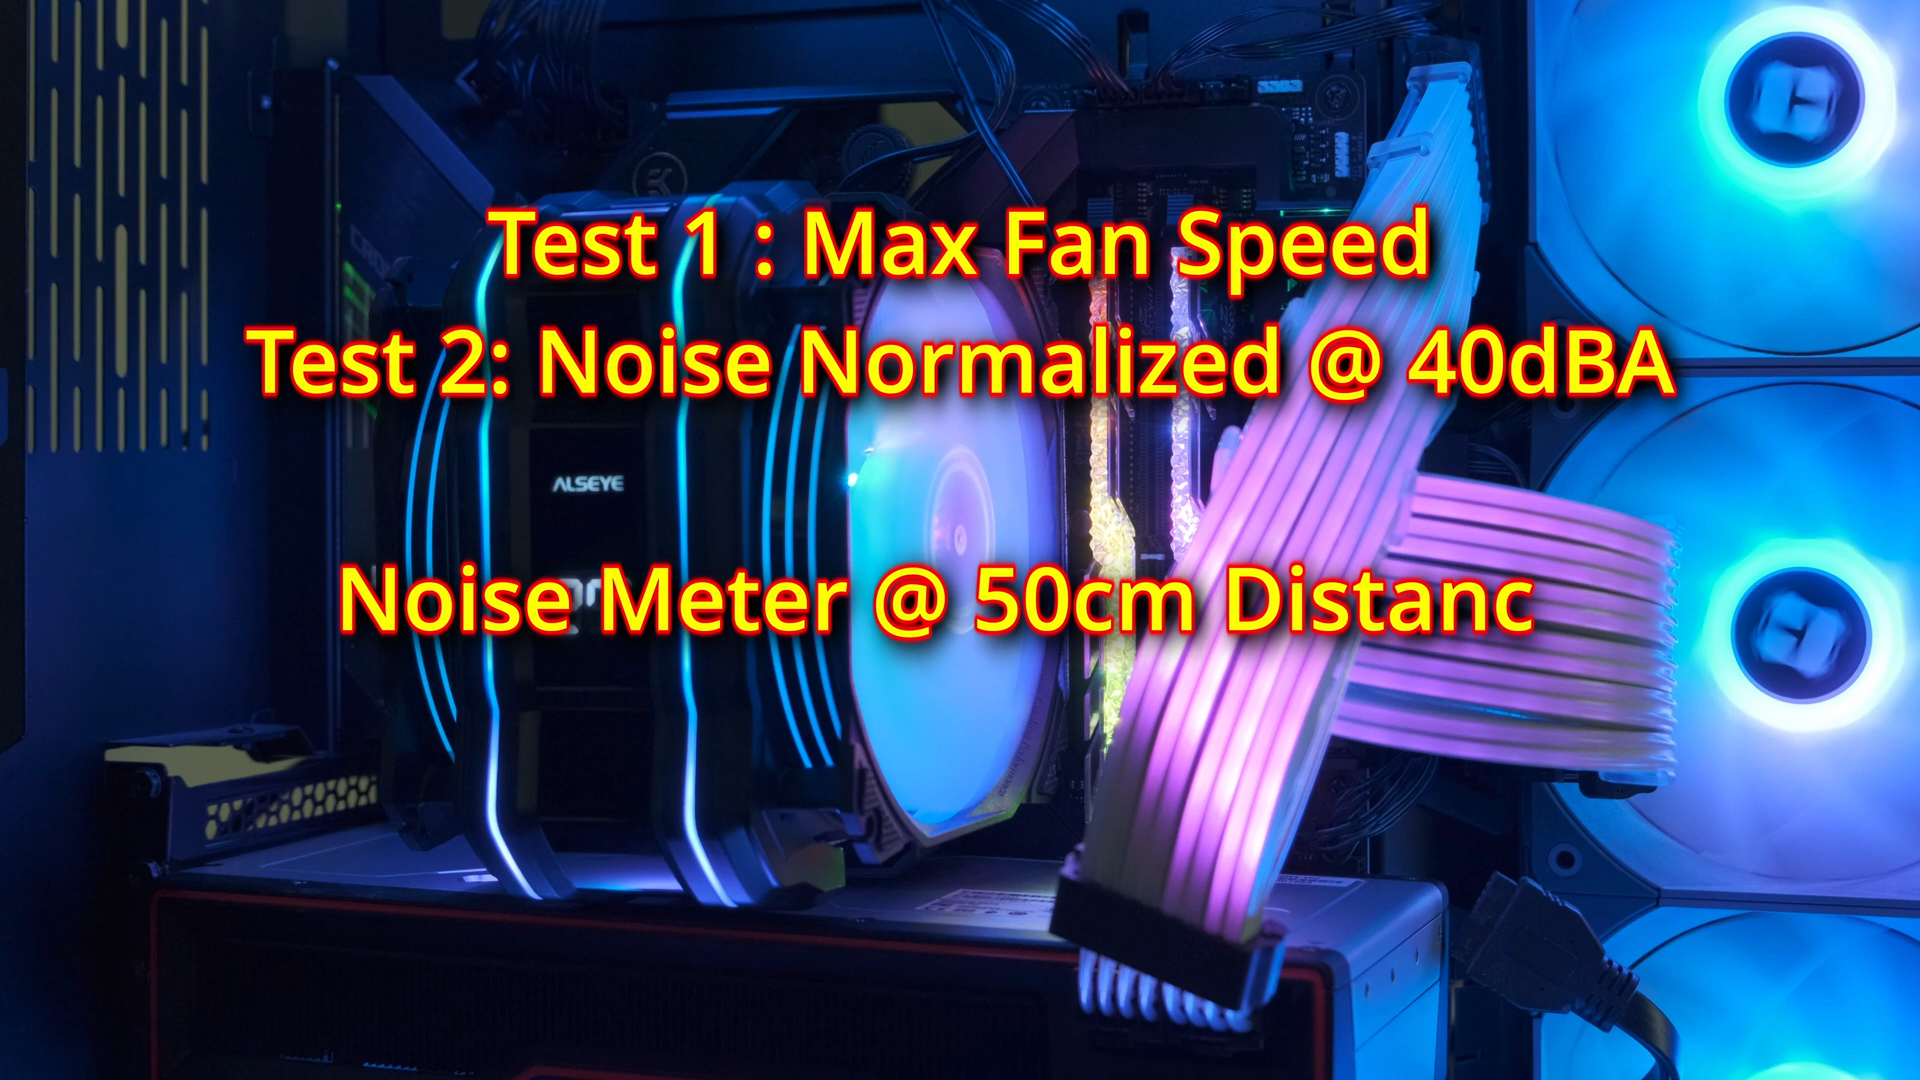 Test 1 : Max Fan Speed
Test 2: Noise Normalized @ 40dBA
ALSEYE
Noise Meter @ 50cm Distanc